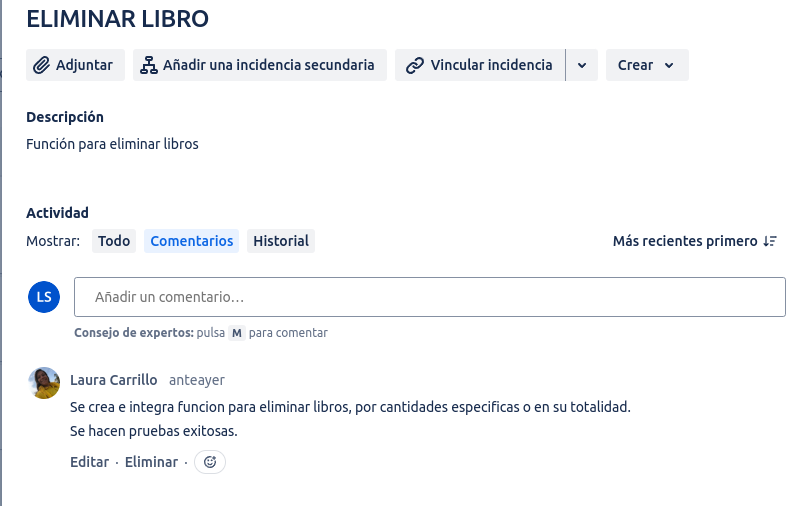 ELIMINAR LIBRO
Adjuntar Añadir una incidencia secundaria Vincular incidencia Crear
Descripción
Función para eliminar libros
Actividad
Mostrar: Todo Comentarios Historial Más recientes primero
LS Añadir un comentario...
Consejo de expertos: pulsa M para comentar
Laura Carrillo anteayer
Se crea e integra funcion para eliminar libros, por cantidades especificas o en su totalidad.
Se hacen pruebas exitosas.
Editar · Eliminar ·